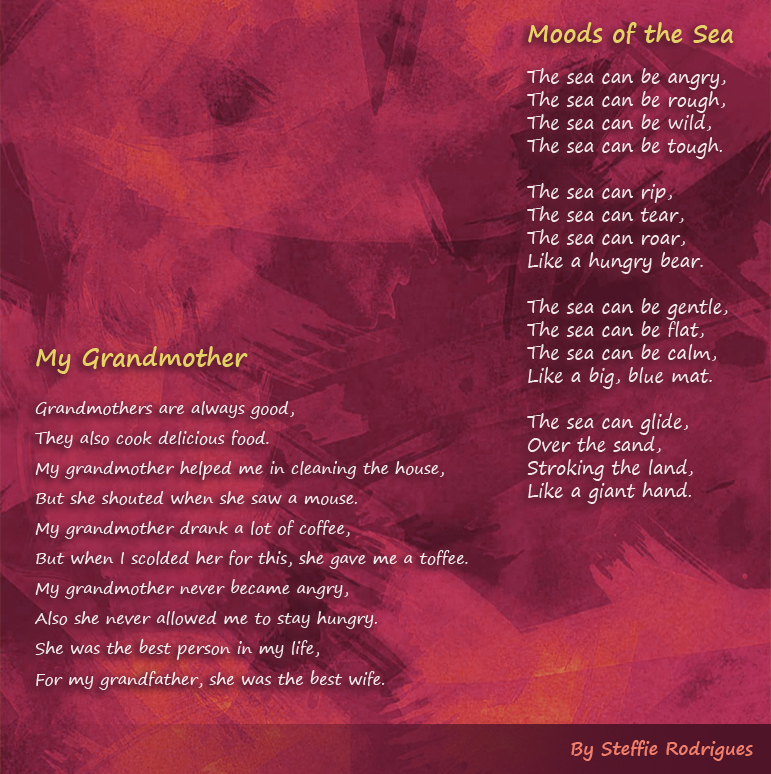 Moods of the Sea
The sea can be angry,
The sea can be rough,
The sea can be wild,
The sea can be tough.
The sea can rip,
The sea can tear,
The sea can roar,
Like a hungry bear.
The sea can be gentle,
The sea can be flat,
The sea can be calm,
Like a big, blue mat.
The sea can glide,
Over the sand,
Stroking the land,
Like a giant hand.
My Grandmother
Grandmothers are always good,
They also cook delicious food.
My grandmother helped me in cleaning the house,
But she shouted when she saw a mouse.
My grandmother drank a lot of coffee,
But when I scolded her for this, she gave me a toffee.
My grandmother never became angry,
Also she never allowed me to stay hungry.
She was the best person in my life,
For my grandfather, she was the best wife.
By Steffie Rodrigues